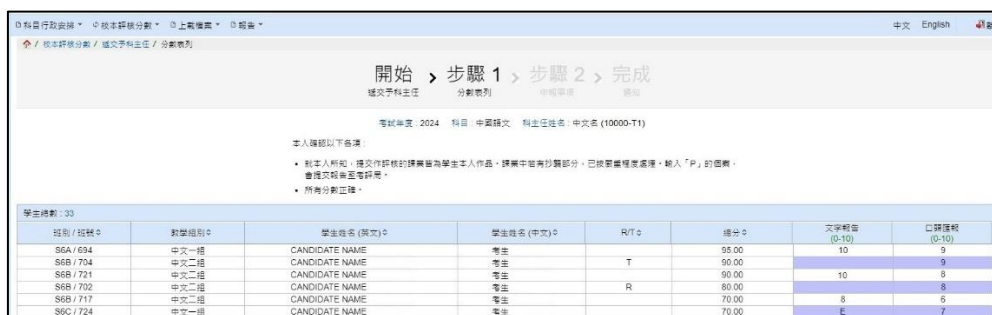 科目行政安排 校本評核分數 上載檔案 報告 中文 English
/ 校本評核分數 / 遞交予科主任 / 分數表列
開始 > 步驟 1 > 步驟 2 > 完成
遞交予科主任 分數表列 申報事項
考試年度 : 2024 科目 : 中國語文 科主任姓名 : 中文名 (10000-T1)
本人確認以下各項 :
• 就本人所知，提交作評核的課業皆為學生本人作品。課業中若有抄襲部分，已按嚴重程度處理。輸入「P」的個案，
會提交報告至考評局。
• 所有分數正確。
學生總數 : 33
班別 / 班號 教學組別 學生姓名 (英文) 學生姓名 (中文) R/T 總分 文字報告 (0-10) 口頭匯報 (0-10)
S6A / 694 中文一組 CANDIDATE NAME 考生 95.00 10 9
S6B / 704 中文二組 CANDIDATE NAME 考生 T 90.00 9
S6B / 721 中文二組 CANDIDATE NAME 考生 90.00 10 8
S6B / 702 中文二組 CANDIDATE NAME 考生 R 80.00 8
S6B / 717 中文二組 CANDIDATE NAME 考生 70.00 8 6
S6C / 724 中文一組 CANDIDATE NAME 考生 70.00 E 7